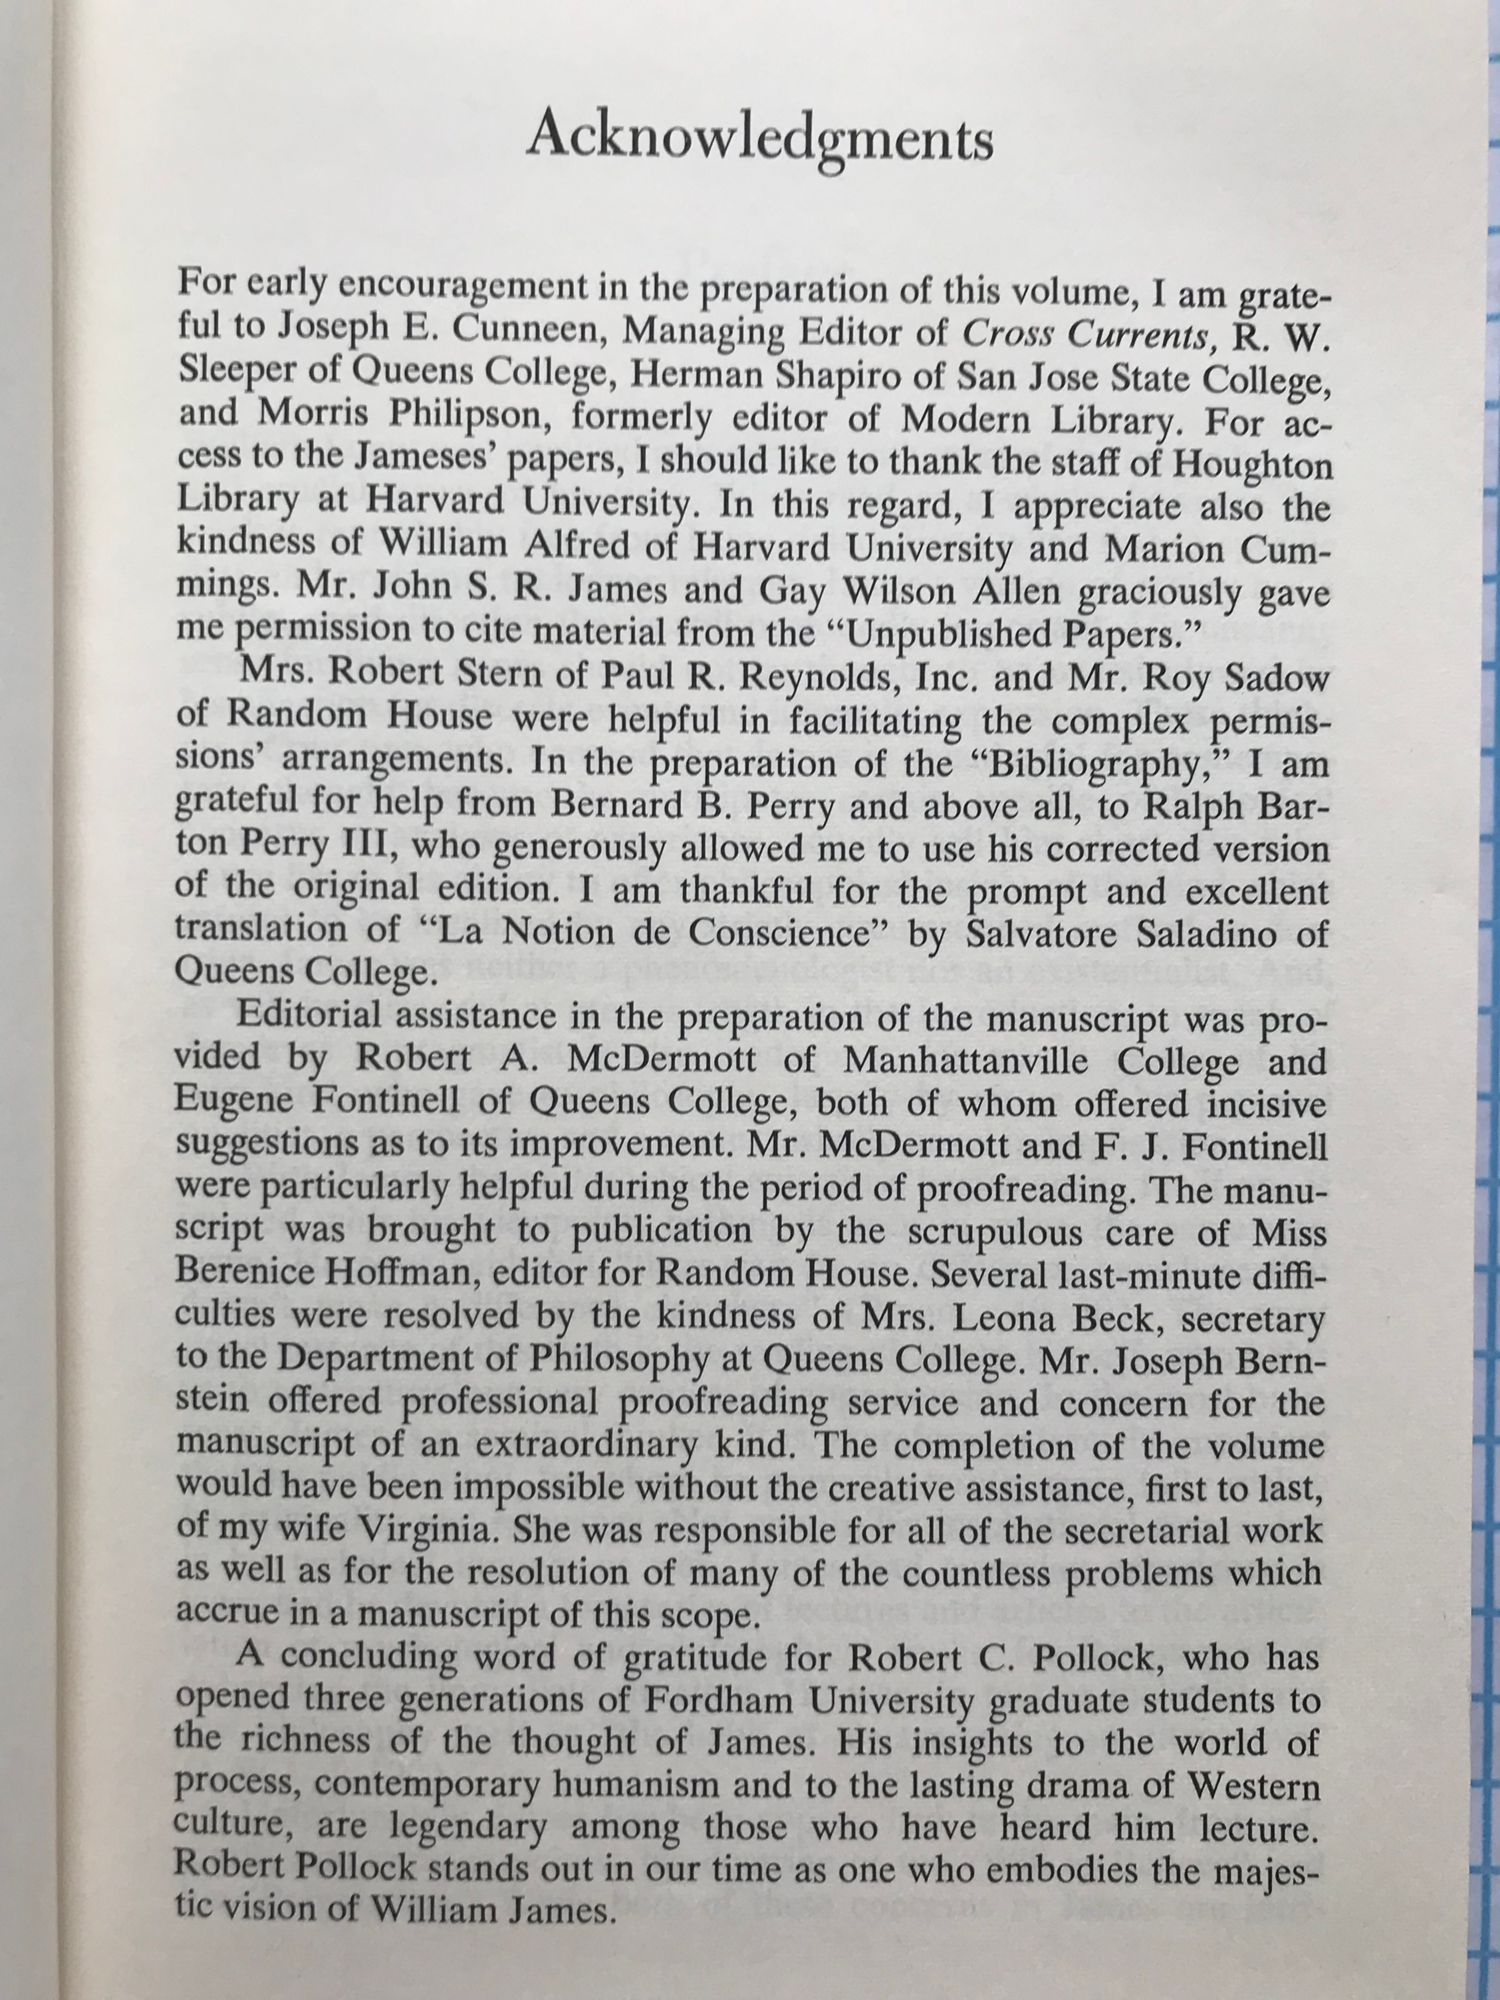 Acknowledgments
For early encouragement in the preparation of this volume, I am grate-
ful to Joseph E. Cunneen, Managing Editor of Cross Currents, R. W.
Sleeper of Queens College, Herman Shapiro of San Jose State College,
and Morris Philipson, formerly editor of Modern Library. For ac-
cess to the Jameses’ papers, I should like to thank the staff of Houghton
Library at Harvard University. In this regard, I appreciate also the
kindness of William Alfred of Harvard University and Marion Cum-
mings. Mr. John S. R. James and Gay Wilson Allen graciously gave
me permission to cite material from the “Unpublished Papers.”
Mrs. Robert Stern of Paul R. Reynolds, Inc. and Mr. Roy Sadow
of Random House were helpful in facilitating the complex permis-
sions’ arrangements. In the preparation of the “Bibliography,” I am
grateful for help from Bernard B. Perry and above all, to Ralph Bar-
ton Perry III, who generously allowed me to use his corrected version
of the original edition. I am thankful for the prompt and excellent
translation of “La Notion de Conscience” by Salvatore Saladino of
Queens College.
Editorial assistance in the preparation of the manuscript was pro-
vided by Robert A. McDermott of Manhattanville College and
Eugene Fontinell of Queens College, both of whom offered incisive
suggestions as to its improvement. Mr. McDermott and F. J. Fontinell
were particularly helpful during the period of proofreading. The manu-
script was brought to publication by the scrupulous care of Miss
Berenice Hoffman, editor for Random House. Several last-minute diffi-
culties were resolved by the kindness of Mrs. Leona Beck, secretary
to the Department of Philosophy at Queens College. Mr. Joseph Bern-
stein offered professional proofreading service and concern for the
manuscript of an extraordinary kind. The completion of the volume
would have been impossible without the creative assistance, first to last,
of my wife Virginia. She was responsible for all of the secretarial work
as well as for the resolution of many of the countless problems which
accrue in a manuscript of this scope.
A concluding word of gratitude for Robert C. Pollock, who has
opened three generations of Fordham University graduate students to
the richness of the thought of James. His insights to the world of
process, contemporary humanism and to the lasting drama of Western
culture, are legendary among those who have heard him lecture.
Robert Pollock stands out in our time as one who embodies the majes-
tic vision of William James.